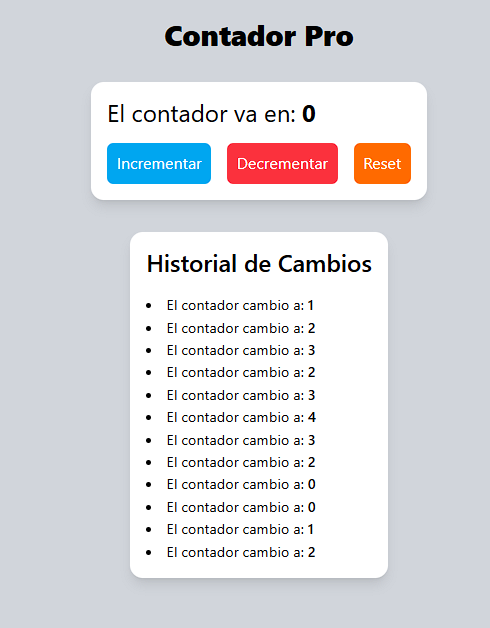 Contador Pro
El contador va en: 0
Incrementar Decrementar Reset
Historial de Cambios
El contador cambio a: 1
El contador cambio a: 2
El contador cambio a: 3
El contador cambio a: 2
El contador cambio a: 3
El contador cambio a: 4
El contador cambio a: 3
El contador cambio a: 2
El contador cambio a: 0
El contador cambio a: 0
El contador cambio a: 1
El contador cambio a: 2